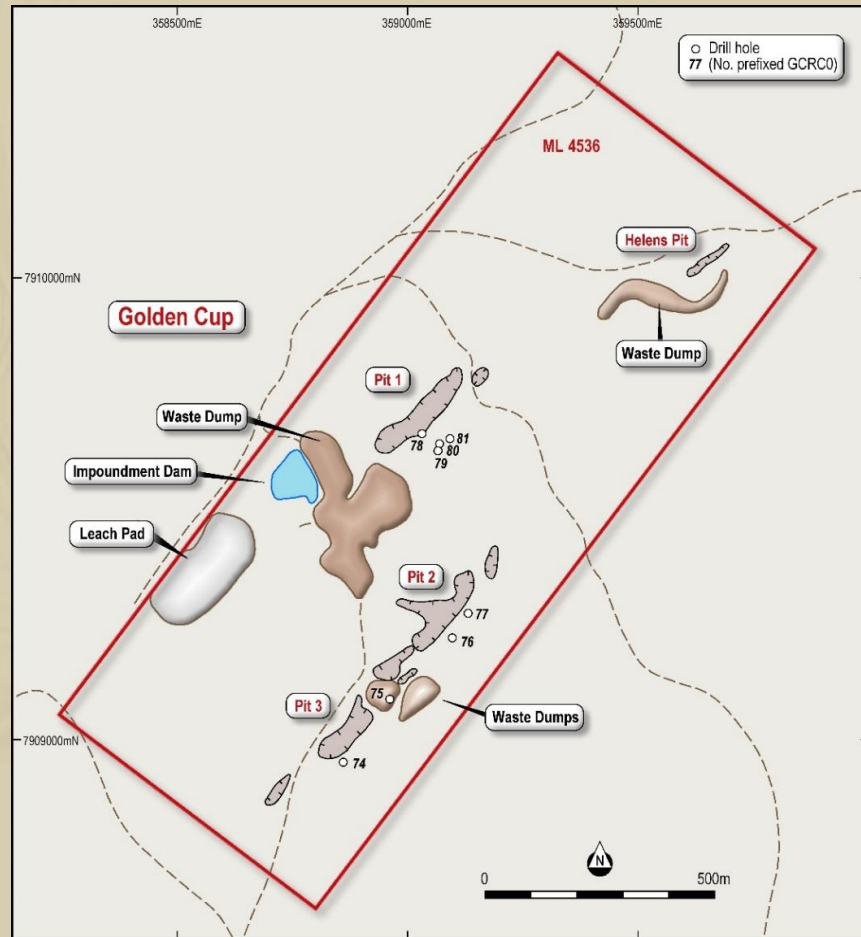 358500mE
359000mE
359500mE
Drill hole
77 (No. prefixed GCRC0)
ML 4536
Helens Pit
7910000mN
Golden Cup
Waste Dump
Pit 1
Waste Dump
81
78
80
79
Impoundment Dam
Leach Pad
Pit 2
77
76
75
Pit 3
Waste Dumps
7909000mN
74
N
0
500m